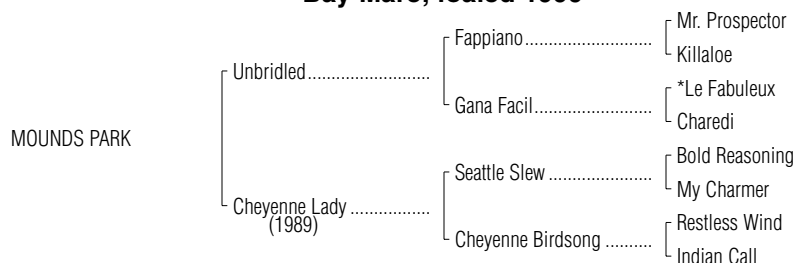 Bay Mare; foaled
Mr. Prospector
Fappiano
Killaloe
Unbridled
*Le Fabuleux
Gana Facil
Charedi
MOUNDS PARK
Bold Reasoning
Seattle Slew
My Charmer
Cheyenne Lady
(1989)
Restless Wind
Cheyenne Birdsong
Indian Call